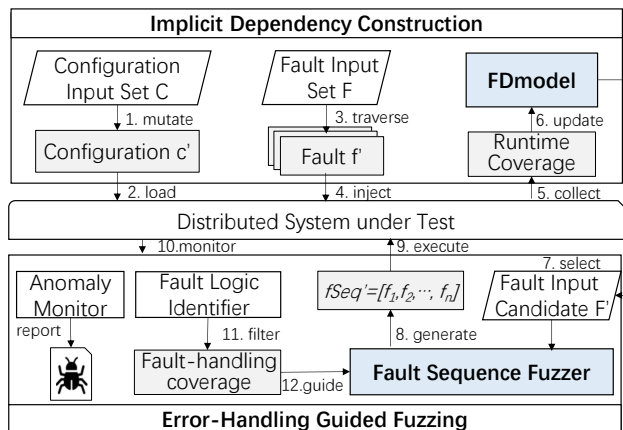 Implicit Dependency Construction
Configuration
Input Set C
Fault Input
Set F
FDmodel
1. mutate
3. traverse
6. update
Configuration c'
Fault f'
Runtime
Coverage
2. load
4. inject
5. collect
Distributed System under Test
10.monitor
9. execute
7. select
Anomaly
Monitor
Fault Logic
Identifier
fSeq'=[f1,f2,···, fn]
Fault Input
Candidate F'
report
11. filter
8. generate
Fault-handling
coverage
12.guide
Fault Sequence Fuzzer
Error-Handling Guided Fuzzing